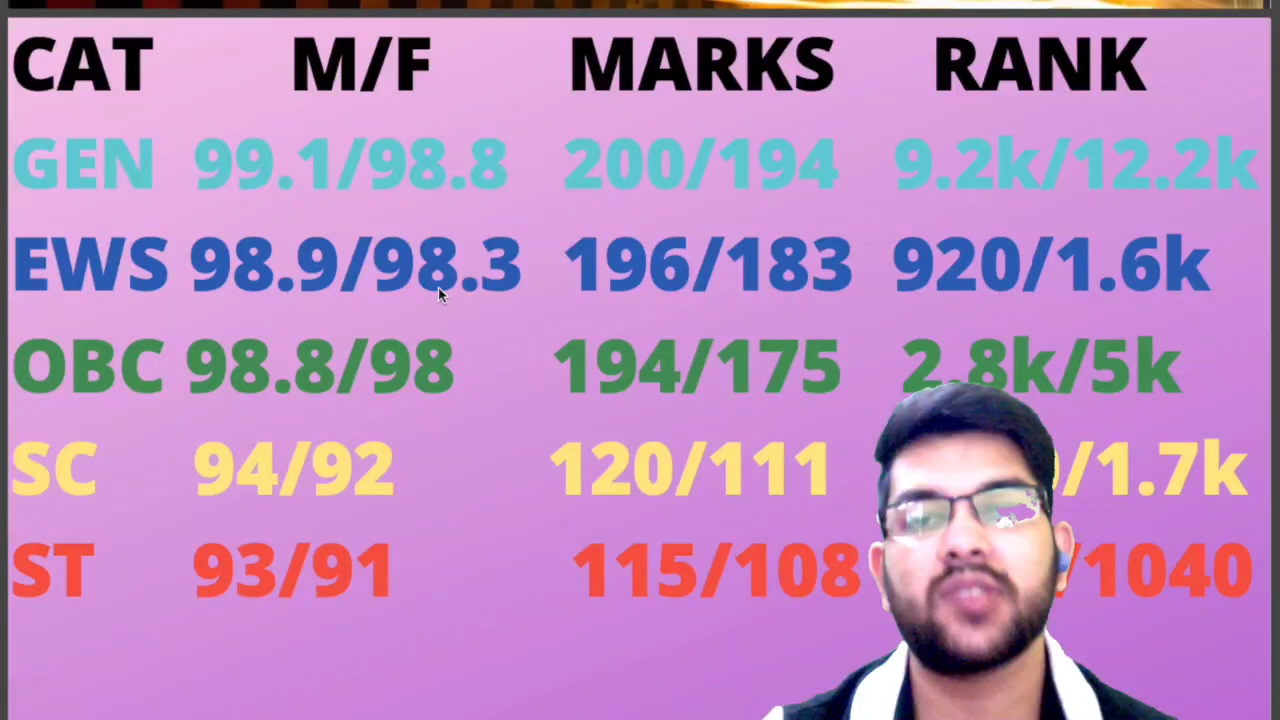 CAT M/F MARKS RANK
GEN 99.1/98.8 200/194 9.2k/12.2k
EWS 98.9/98.3 196/183 920/1.6k
OBC 98.8/98 194/175 2.8k/5k
SC 94/92 120/111 /1.7k
ST 93/91 115/108 /1040